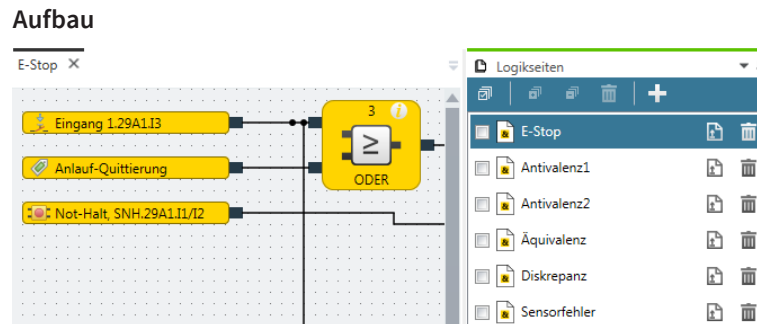 Aufbau
E-Stop
Eingang 1.29A1.I3
Anlauf-Quittierung
Not-Halt, SNH.29A1.I1/I2
3
≥
ODER
Logikseiten
E-Stop
Antivalenz1
Antivalenz2
Äquivalenz
Diskrepanz
Sensorfehler